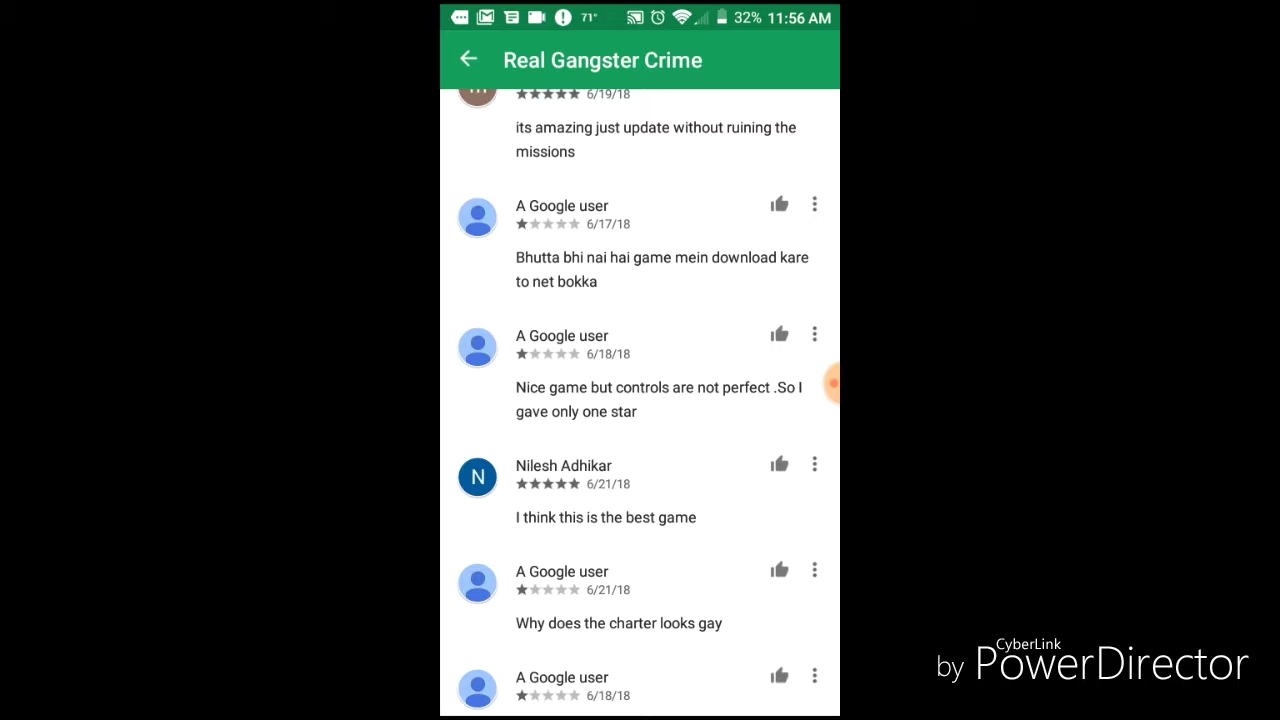 71° 32% 11:56 AM
Real Gangster Crime
6/19/18
its amazing just update without ruining the
missions
A Google user
6/17/18
Bhutta bhi nai hai game mein download kare
to net bokka
A Google user
6/18/18
Nice game but controls are not perfect .So I
gave only one star
N
Nilesh Adhikar
6/21/18
I think this is the best game
A Google user
6/21/18
Why does the charter looks gay
A Google user
6/18/18
CyberLink
by PowerDirector